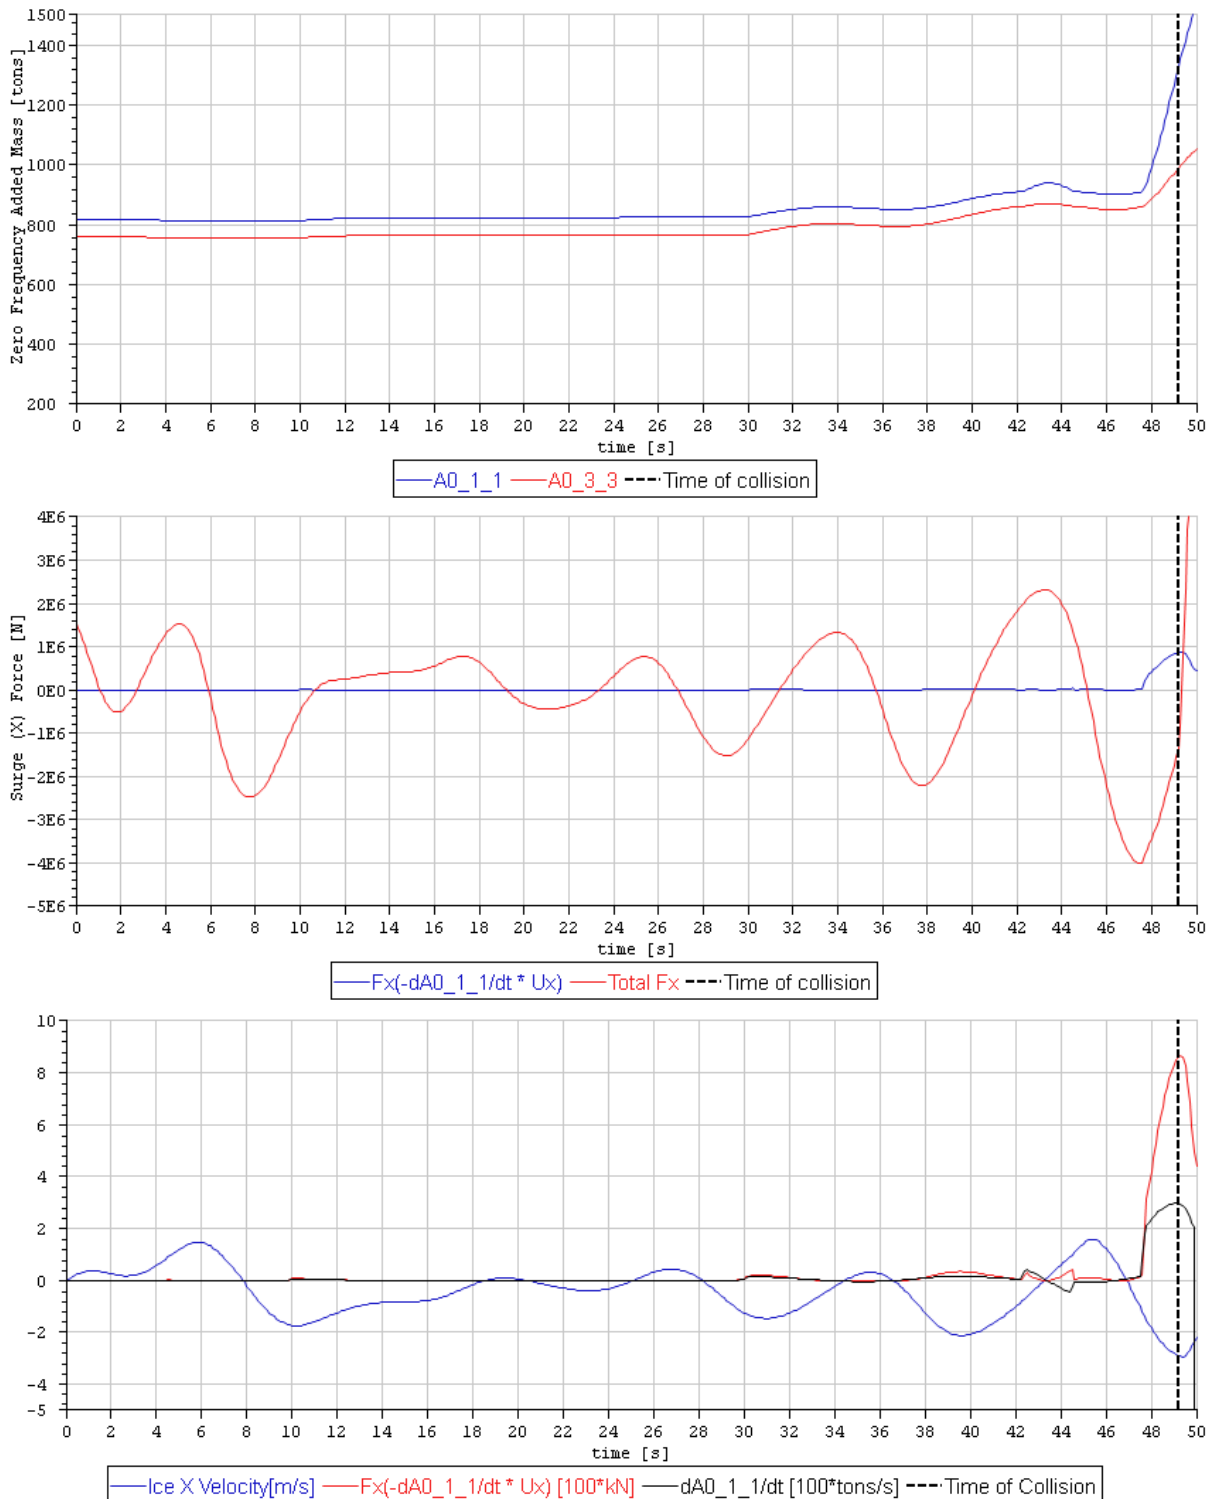 Zero Frequency Added Mass [tons]
1500
1400
1200
1000
800
600
400
200
0 2 4 6 8 10 12 14 16 18 20 22 24 26 28 30 32 34 36 38 40 42 44 46 48 50
time [s]
A0_1_1 A0_3_3 Time of collision
Surge (X) Force [N]
4E6
3E6
2E6
1E6
0E0
-1E6
-2E6
-3E6
-4E6
-5E6
0 2 4 6 8 10 12 14 16 18 20 22 24 26 28 30 32 34 36 38 40 42 44 46 48 50
time [s]
Fx(-dA0_1_1/dt * Ux) Total Fx Time of collision
10
8
6
4
2
0
-2
-4
-5
0 2 4 6 8 10 12 14 16 18 20 22 24 26 28 30 32 34 36 38 40 42 44 46 48 50
time [s]
Ice X Velocity[m/s] Fx(-dA0_1_1/dt * Ux) [100*kN] dA0_1_1/dt [100*tons/s] Time of Collision